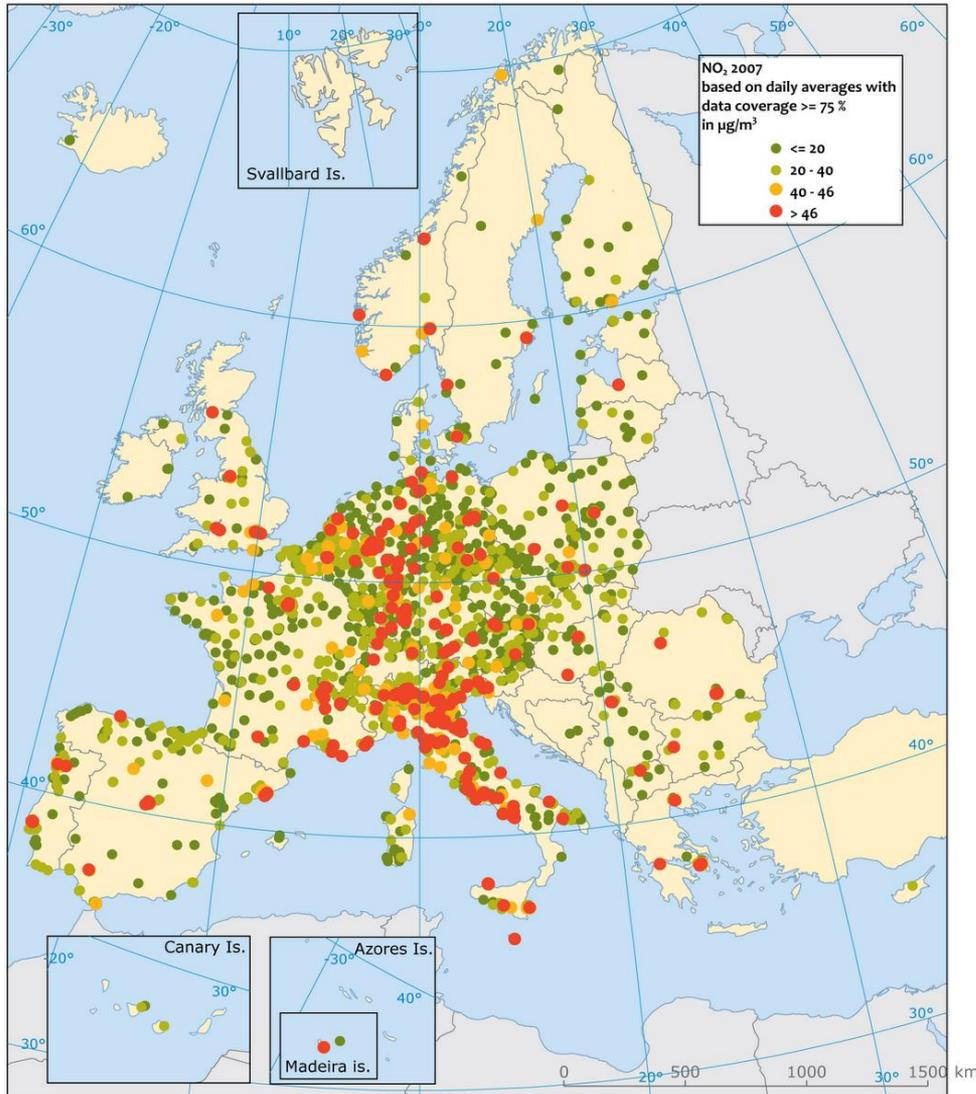 -30°
-20°
10°
20°
30°
0°
20°
30°
50°
60°
Svallbard Is.
NO₂ 2007
based on daily averages with
data coverage >= 75 %
in µg/m³
<= 20
20 - 40
40 - 46
> 46
60°
60°
50°
50°
40°
40°
Canary Is.
-20°
30°
Azores Is.
-30°
40°
Madeira is.
30°
30°
0 500 1000 1500 km
20°
30°